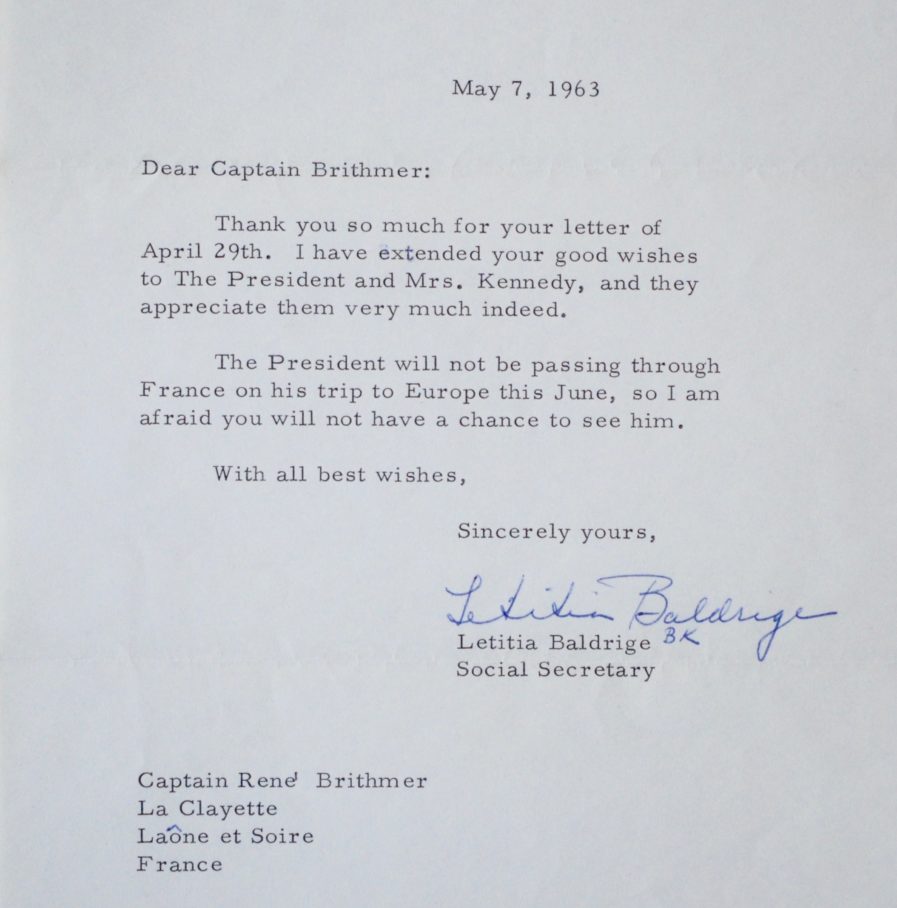 May 7, 1963
Dear Captain Brithmer:
Thank you so much for your letter of
April 29th. I have extended your good wishes
to The President and Mrs. Kennedy, and they
appreciate them very much indeed.
The President will not be passing through
France on his trip to Europe this June, so I am
afraid you will not have a chance to see him.
With all best wishes,
Sincerely yours,
Letitia Baldrige
Letitia Baldrige BK
Social Secretary
Captain René Brithmer
La Clayette
Laône et Soire
France